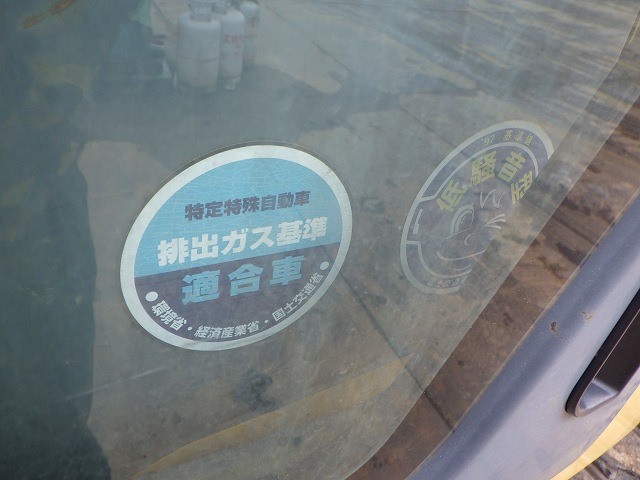 特定特殊自動車
排出ガス基準
適合車
環境省・経済産業省・国土交通省
低騒音型